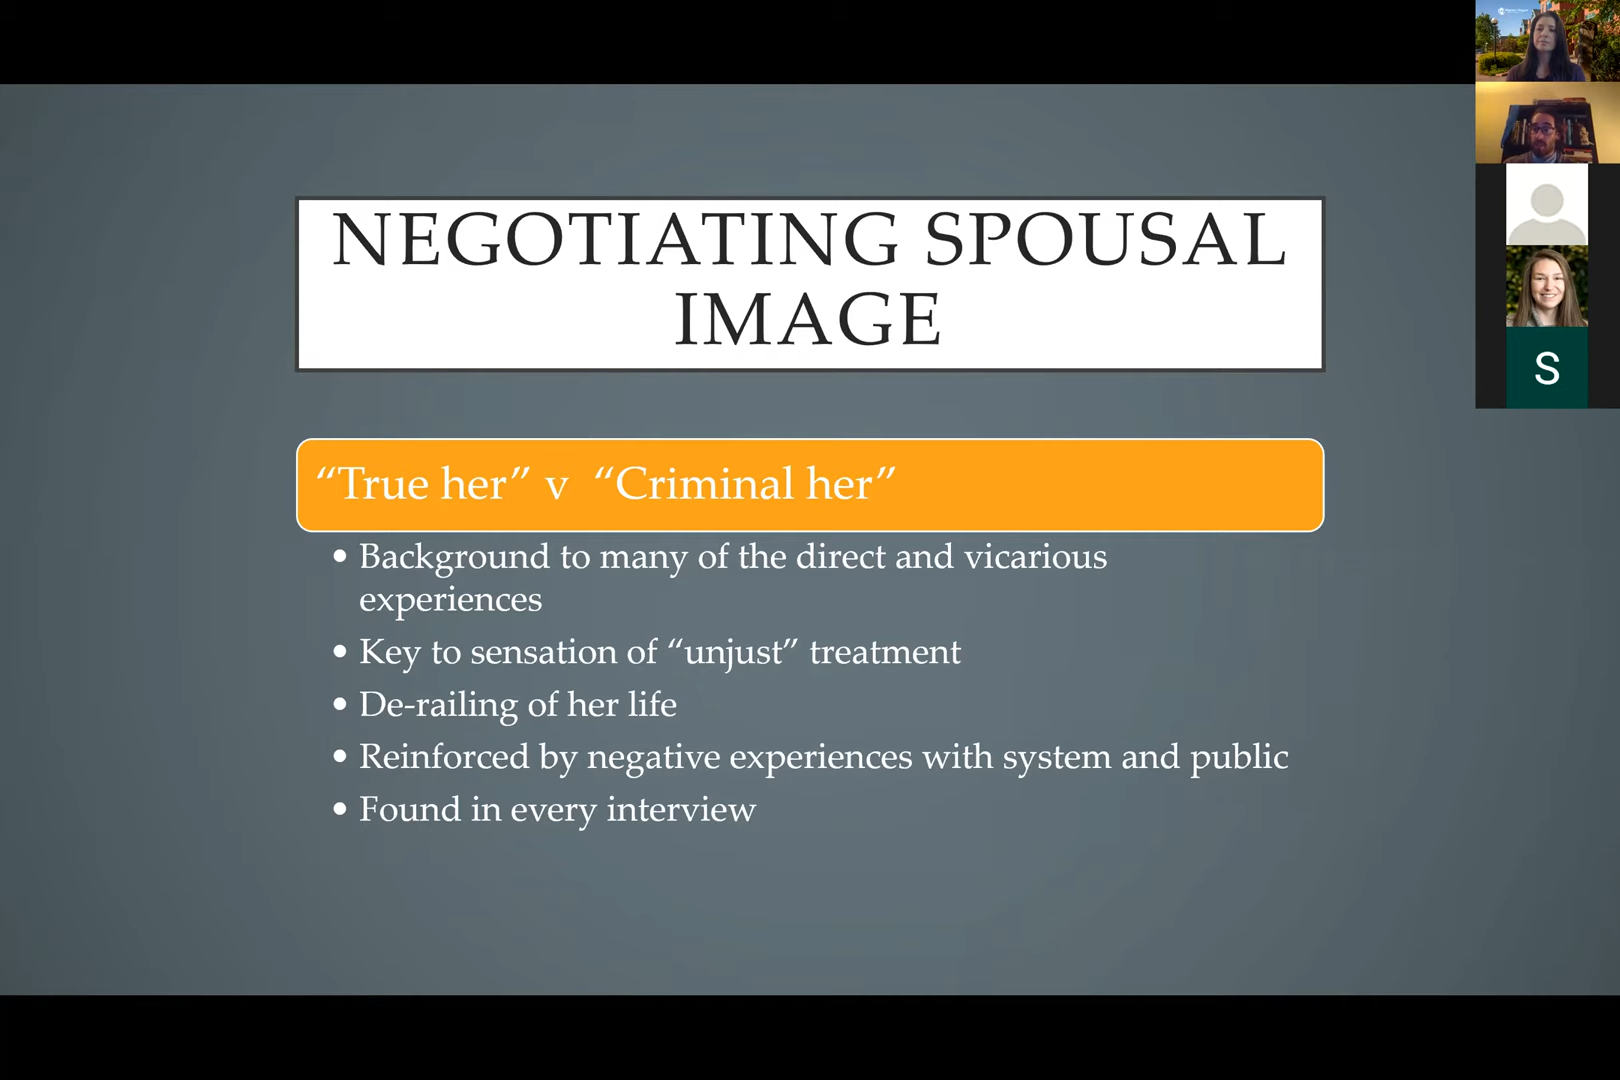 NEGOTIATING SPOUSAL
IMAGE
“True her” v “Criminal her”
• Background to many of the direct and vicarious
experiences
• Key to sensation of “unjust” treatment
• De-railing of her life
• Reinforced by negative experiences with system and public
• Found in every interview
S